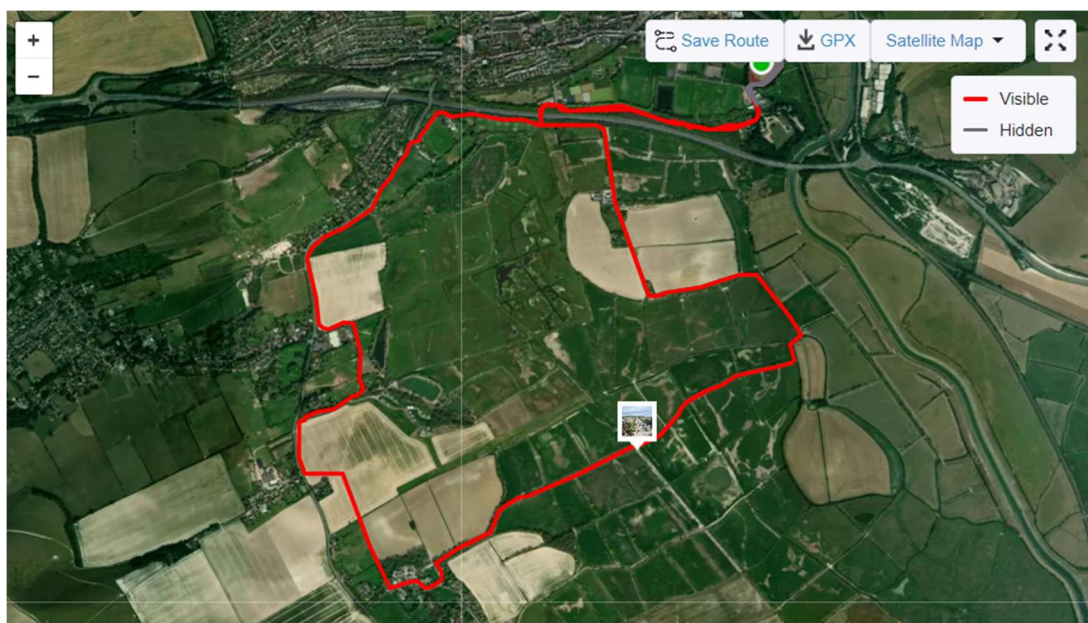 +
−
Save Route
GPX
Satellite Map
Visible
Hidden